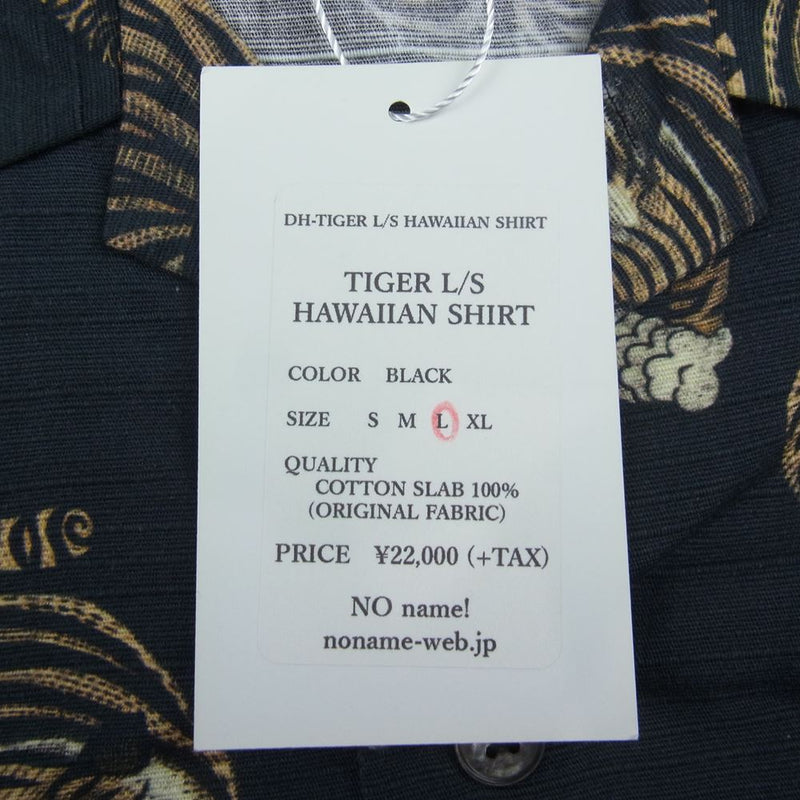 DH-TIGER L/S HAWAIIAN SHIRT
TIGER L/S
HAWAIIAN SHIRT
COLOR BLACK
SIZE S M L XL
QUALITY
COTTON SLAB 100%
(ORIGINAL FABRIC)
PRICE ¥22,000 (+TAX)
NO name!
noname-web.jp